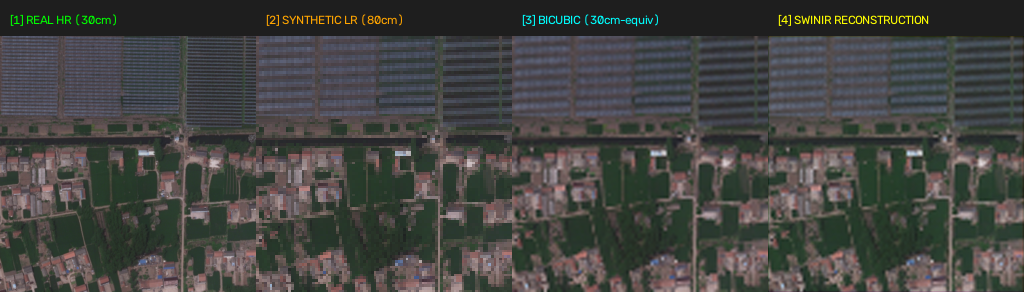 [1] REAL HR (30cm)
[2] SYNTHETIC LR (80cm)
[3] BICUBIC (30cm-equiv)
[4] SWINIR RECONSTRUCTION